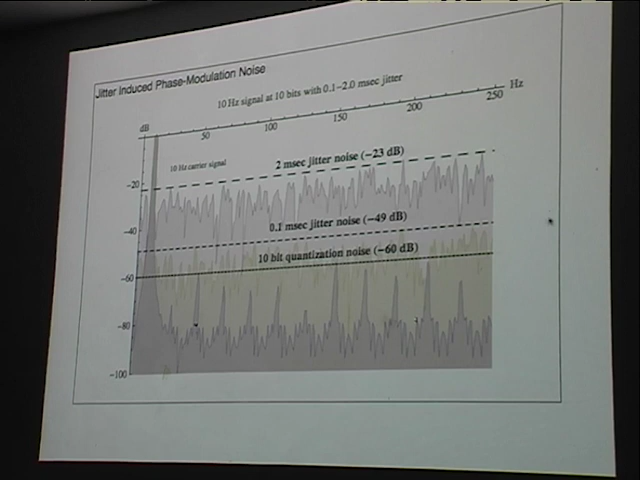 Jitter Induced Phase-Modulation Noise
10 Hz signal at 10 bits with 0.1-2.0 msec jitter
dB
50
100
150
200
250
Hz
10 Hz carrier signal
2 msec jitter noise (-23 dB)
-20
0.1 msec jitter noise (-49 dB)
-40
10 bit quantization noise (-60 dB)
-60
-80
-100